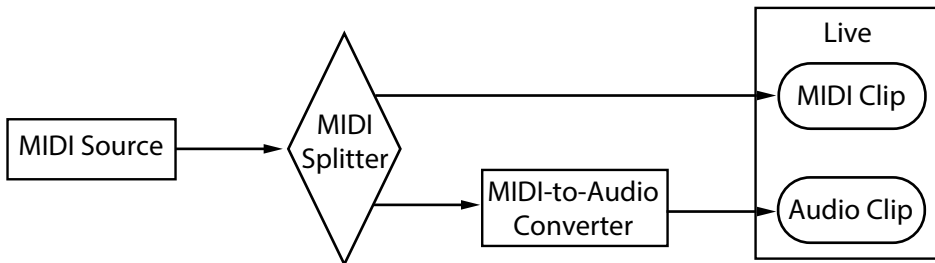 MIDI Source
MIDI
Splitter
MIDI-to-Audio
Converter
Live
MIDI Clip
Audio Clip